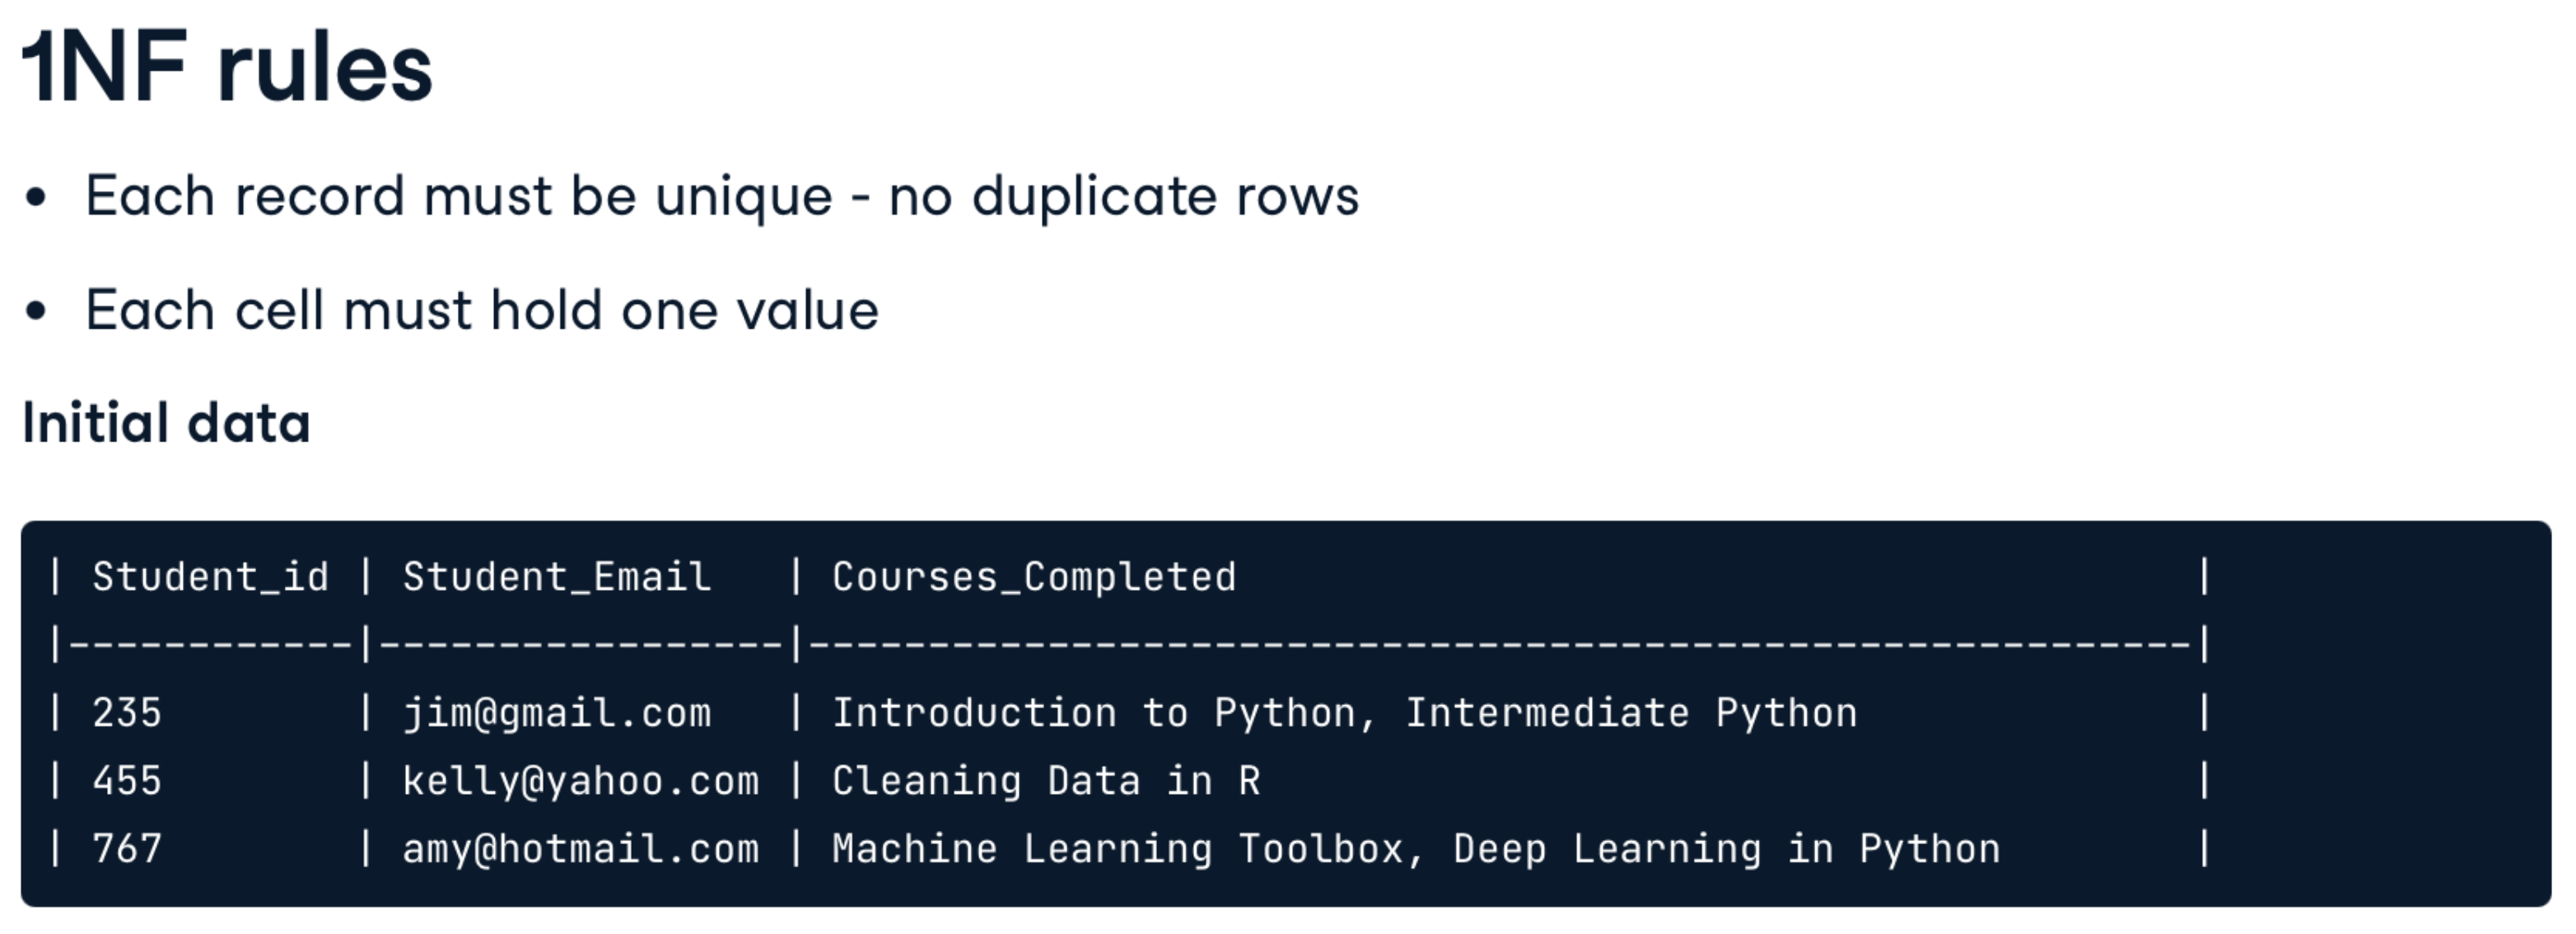 1NF rules
• Each record must be unique - no duplicate rows
• Each cell must hold one value
Initial data
| Student_id | Student_Email   | Courses_Completed                                        |
|------------|-----------------|----------------------------------------------------------|
| 235        | jim@gmail.com   | Introduction to Python, Intermediate Python              |
| 455        | kelly@yahoo.com | Cleaning Data in R                                       |
| 767        | amy@hotmail.com | Machine Learning Toolbox, Deep Learning in Python        |